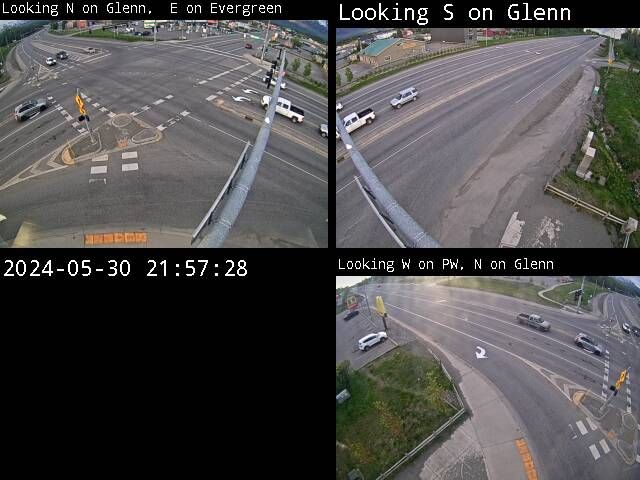 Looking N on Glenn,  E on Evergreen
Looking S on Glenn
2024-05-30 21:57:28
Looking W on PW, N on Glenn